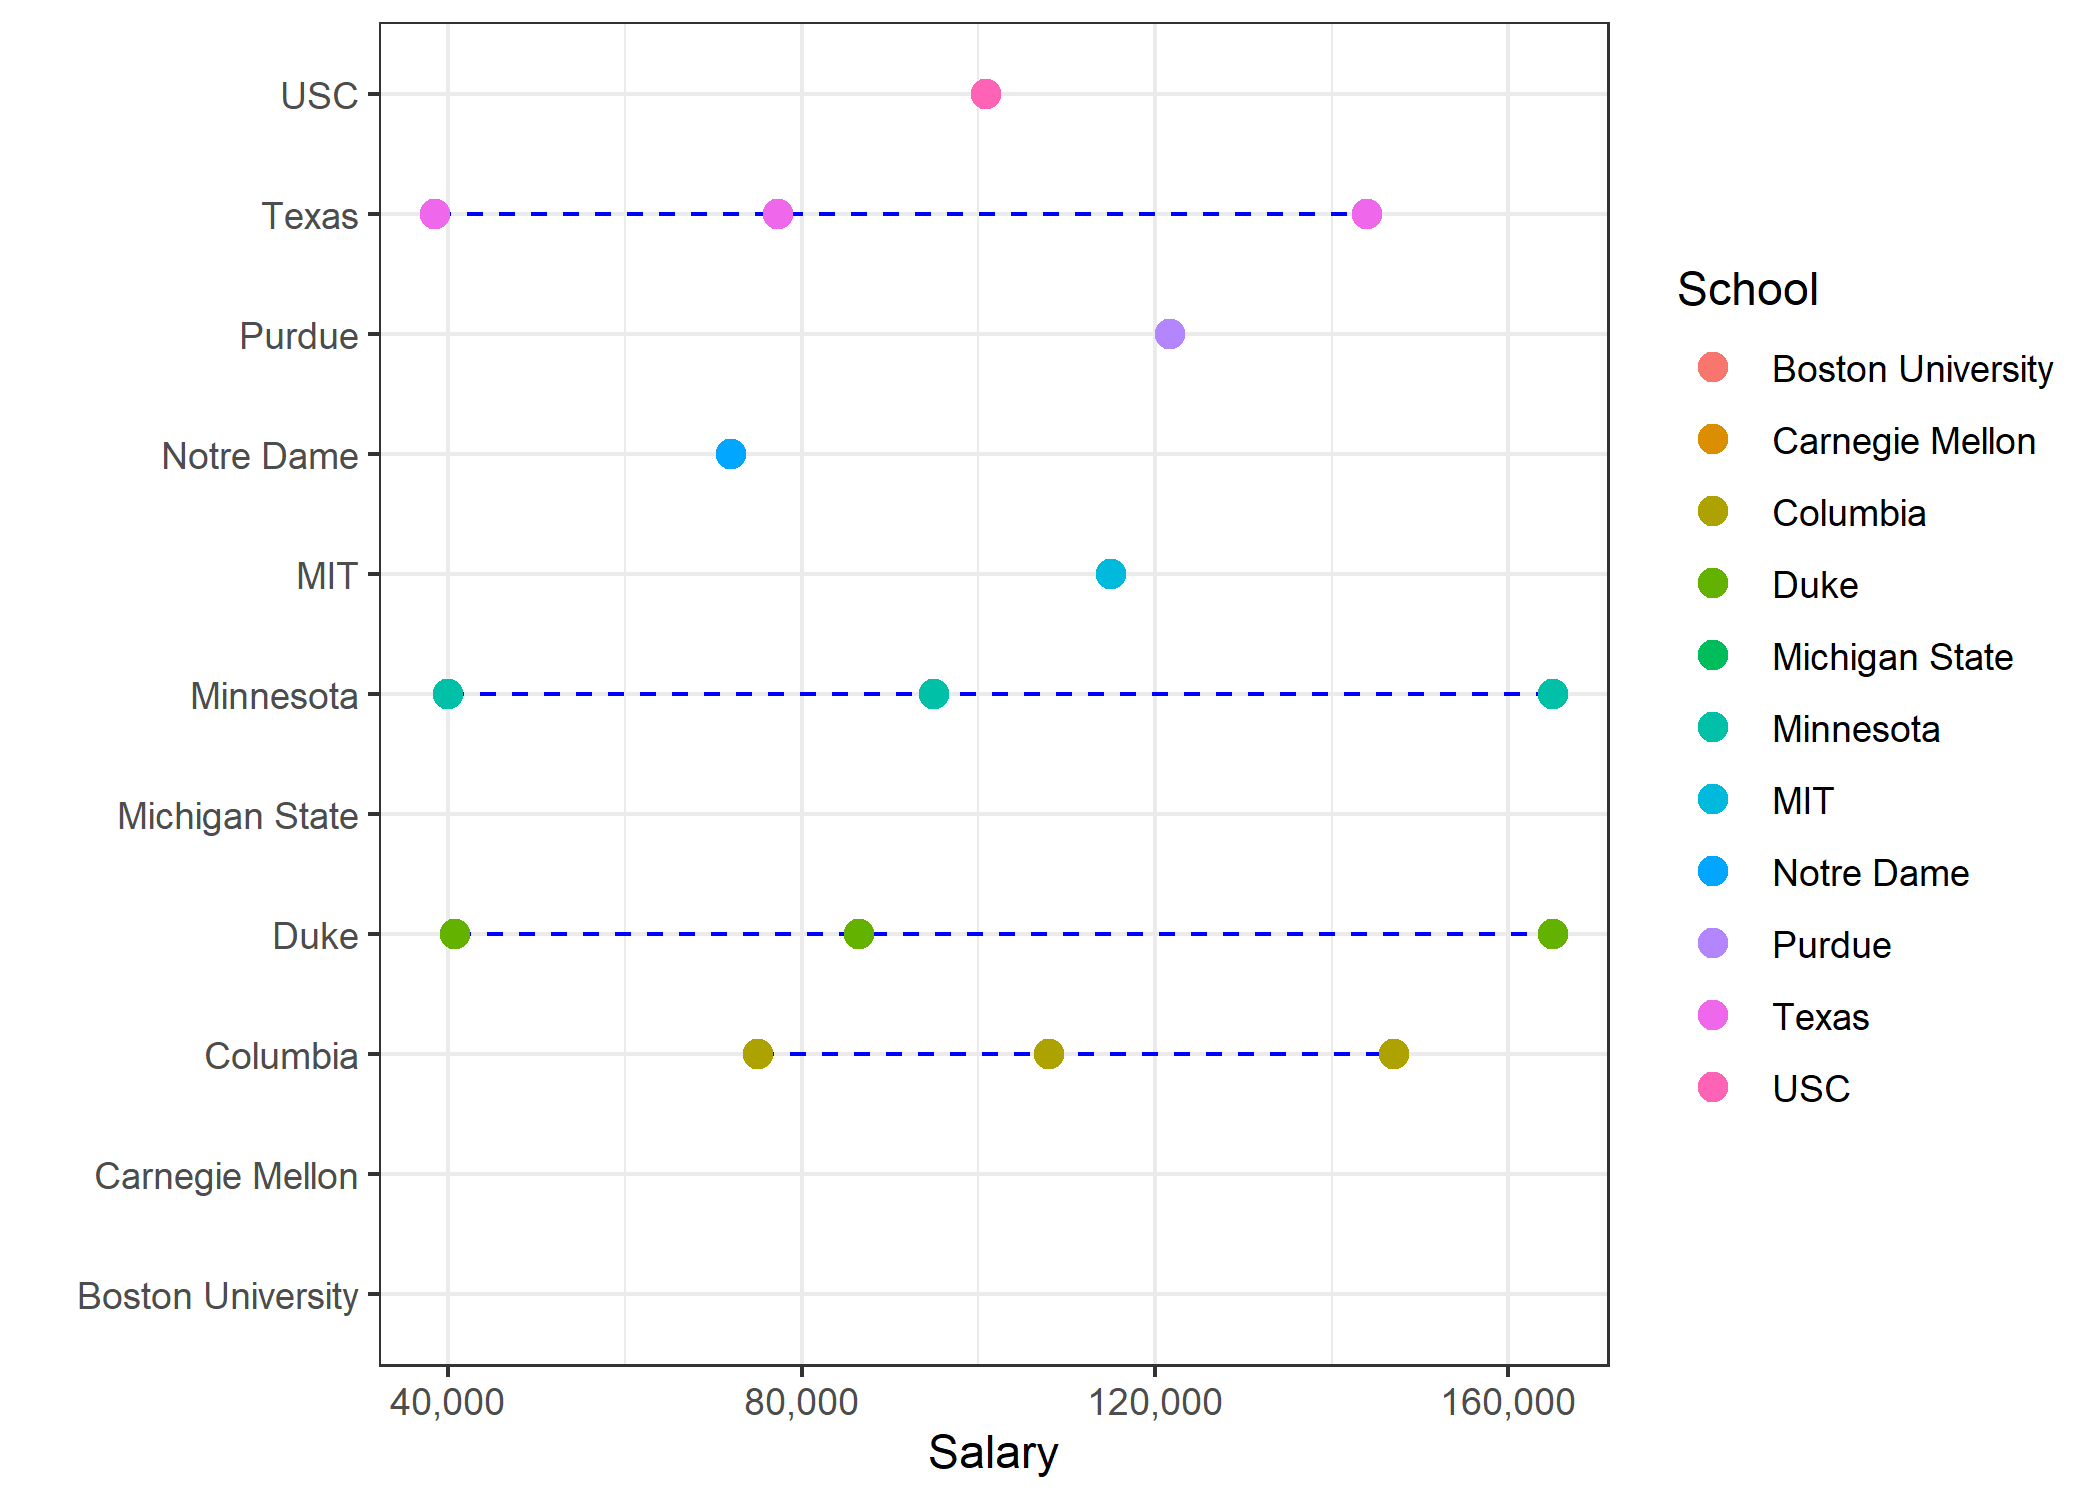 USC
Texas
Purdue
Notre Dame
MIT
Minnesota
Michigan State
Duke
Columbia
Carnegie Mellon
Boston University
40,000 80,000 120,000 160,000
Salary
School
Boston University
Carnegie Mellon
Columbia
Duke
Michigan State
Minnesota
MIT
Notre Dame
Purdue
Texas
USC